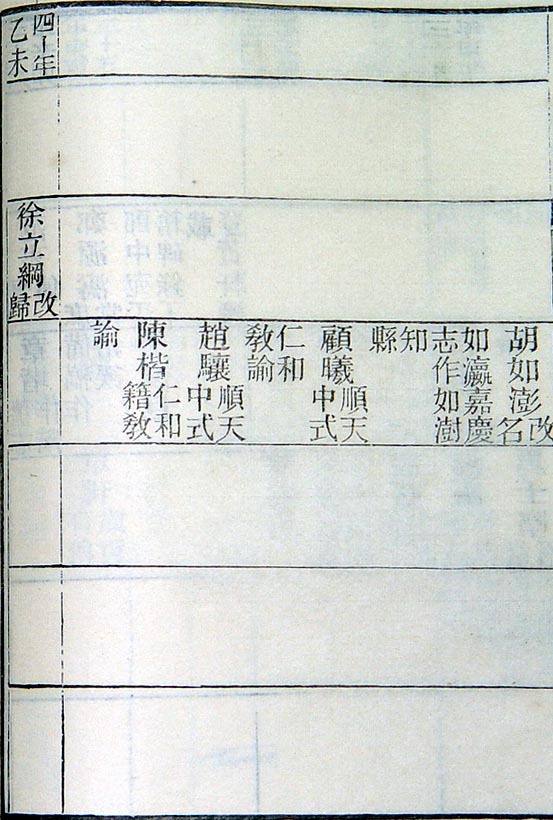 胡如澎改名
如瀛嘉慶
志作如澍
知
縣
顧曦順天
中式
仁和
敎諭
趙驤順天
中式
陳楷仁和
籍敎
諭
四十年
乙未
徐立綱改
歸